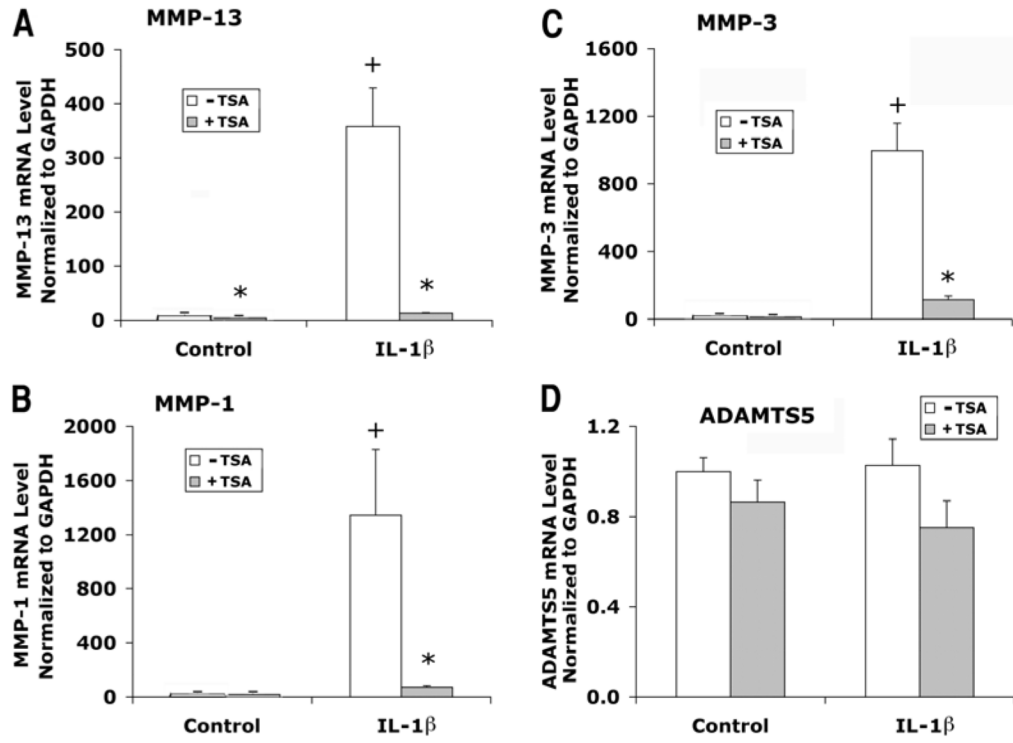 A
MMP-13
MMP-13 mRNA Level
Normalized to GAPDH
500
400
300
200
100
0
- TSA
+ TSA
+
*
*
Control
IL-1β
C
MMP-3
MMP-3 mRNA Level
Normalized to GAPDH
1600
1200
800
400
0
- TSA
+ TSA
+
*
Control
IL-1β
B
MMP-1
MMP-1 mRNA Level
Normalized to GAPDH
2000
1600
1200
800
400
0
- TSA
+ TSA
+
*
Control
IL-1β
D
ADAMTS5
ADAMTS5 mRNA Level
Normalized to GAPDH
1.2
0.8
0.4
0.0
- TSA
+ TSA
Control
IL-1β